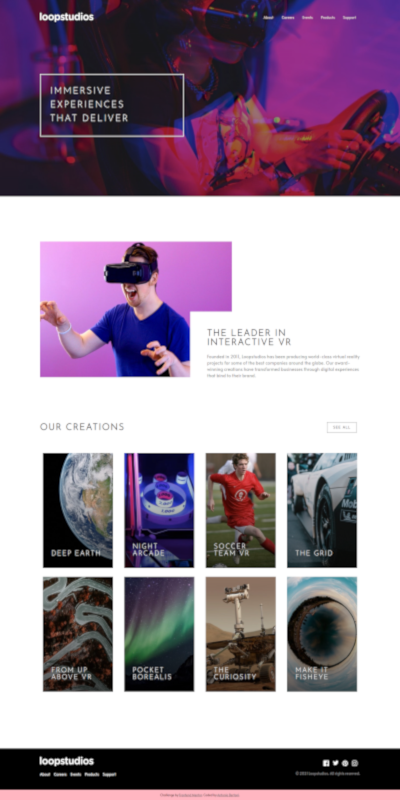 loopstudios
About Careers Events Products Support
IMMERSIVE
EXPERIENCES
THAT DELIVER
THE LEADER IN
INTERACTIVE VR
Founded in 2011, Loopstudios has been producing world-class virtual reality
projects for some of the best companies around the globe. Our award-
winning creations have transformed businesses through digital experiences
that bind to their brand.
OUR CREATIONS
SEE ALL
DEEP EARTH
NIGHT
ARCADE
SOCCER
TEAM VR
THE GRID
FROM UP
ABOVE VR
POCKET
BOREALIS
THE
CURIOSITY
MAKE IT
FISHEYE
loopstudios
About Careers Events Products Support
© 2021 Loopstudios. All rights reserved.